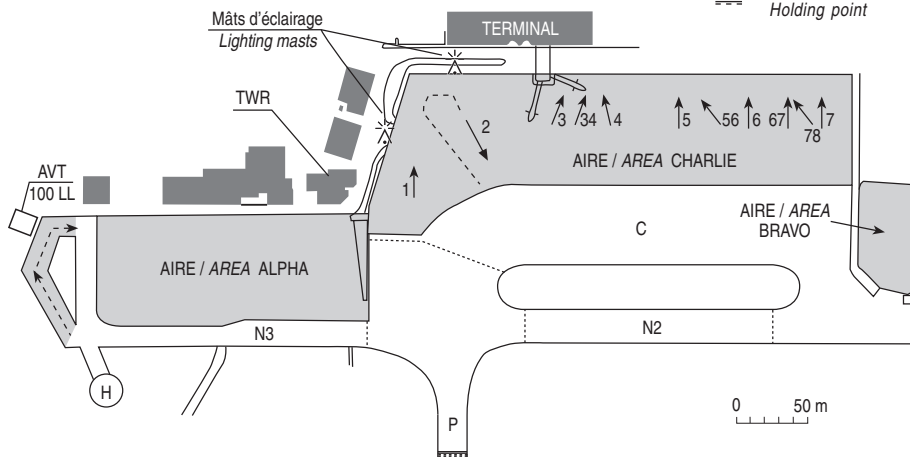 Holding point
Mâts d'éclairage
Lighting masts
TERMINAL
TWR
3
34
4
5
56
6
67
78
7
2
1
AIRE / AREA CHARLIE
AVT
100 LL
AIRE / AREA
BRAVO
C
AIRE / AREA ALPHA
N3
N2
H
P
0 50 m